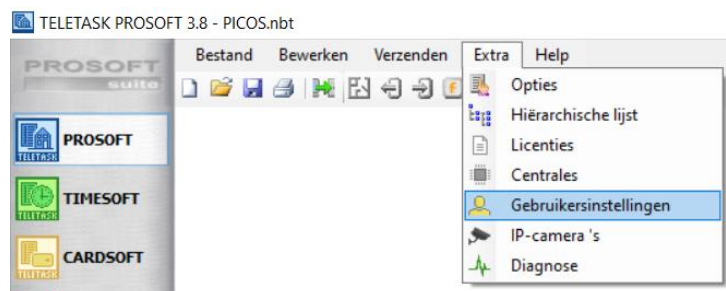 TELETASK PROSOFT 3.8 - PICOS.nbt
PROSOFT
suite
Bestand Bewerken Verzenden Extra Help
Opties
Hiërarchische lijst
Licenties
Centrales
Gebruikersinstellingen
IP-camera 's
Diagnose
PROSOFT
TELETASK
TIMESOFT
TELETASK
CARDSOFT
TELETASK